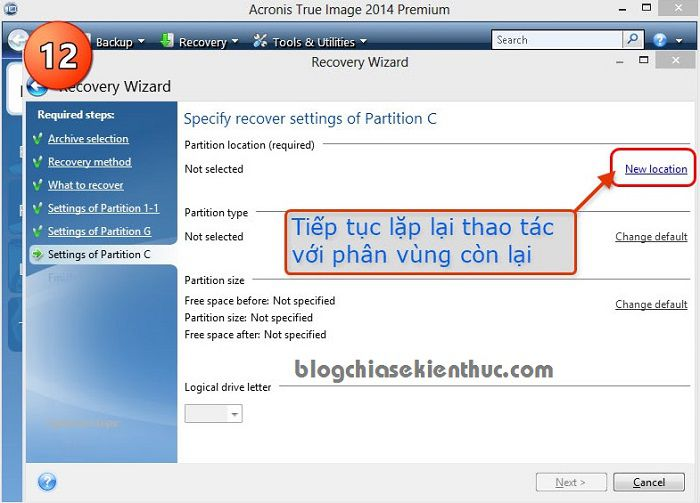 Acronis True Image 2014 Premium
12
Backup
Recovery
Tools & Utilities
Search
Recovery Wizard
Recovery Wizard
Required steps:
Archive selection
Recovery method
What to recover
Settings of Partition 1-1
Settings of Partition G
Settings of Partition C
Finish
Specify recover settings of Partition C
Partition location (required)
Not selected
New location
Partition type
Not selected
Change default
Tiếp tục lặp lại thao tác
với phân vùng còn lại
Partition size
Free space before: Not specified
Partition size: Not specified
Free space after: Not specified
Change default
blogchiasekienthuc.com
Logical drive letter
Next >
Cancel